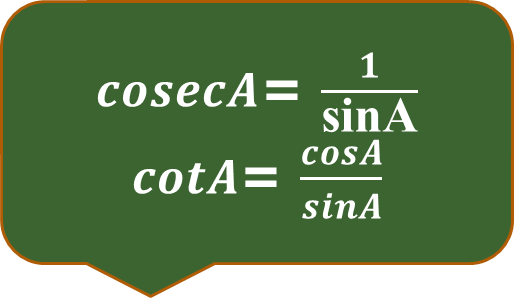 cosecA= 1/sinA
cotA= cosA/sinA